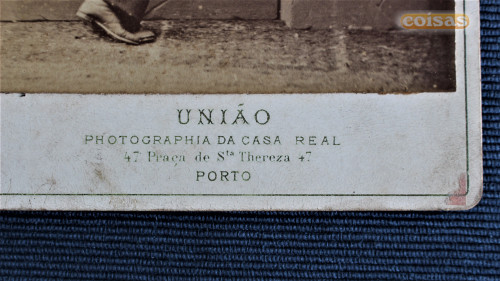 coisas
UNIÃO
PHOTOGRAPHIA DA CASA REAL
47 Praça de Sta Thereza 47
PORTO